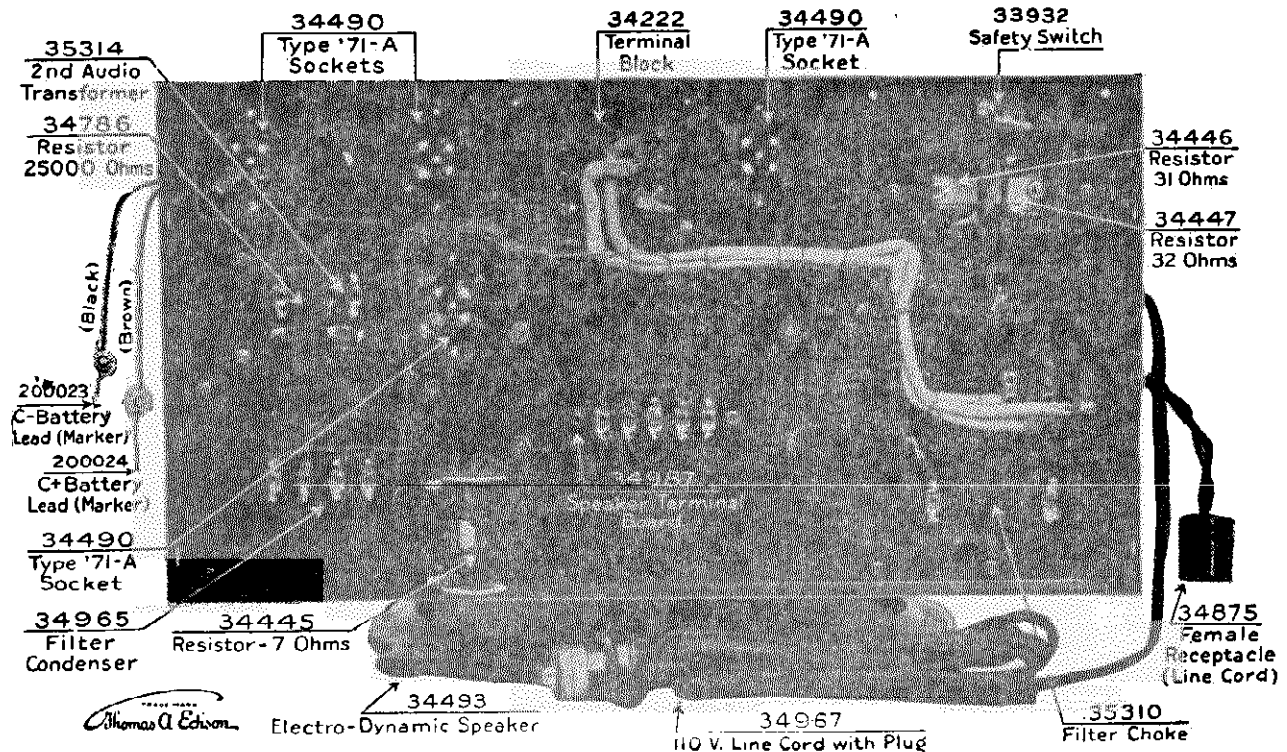 34490
Type '71-A
Sockets
34222
Terminal
Block
34490
Type '71-A
Socket
33932
Safety Switch
35314
2nd Audio
Transformer
34786
Resistor
25000 Ohms
34446
Resistor
31 Ohms
34447
Resistor
32 Ohms
(Black)
(Brown)
200023
C-Battery
Lead (Marker)
200024
C+Battery
Lead (Marker)
Speaker Terminal
Board
34490
Type '71-A
Socket
34965
Filter
Condenser
34445
Resistor-7 Ohms
34875
Female
Receptacle
(Line Cord)
TRADE MARK
Thomas A Edison
34493
Electro-Dynamic Speaker
34967
110 V. Line Cord with Plug
35310
Filter Choke